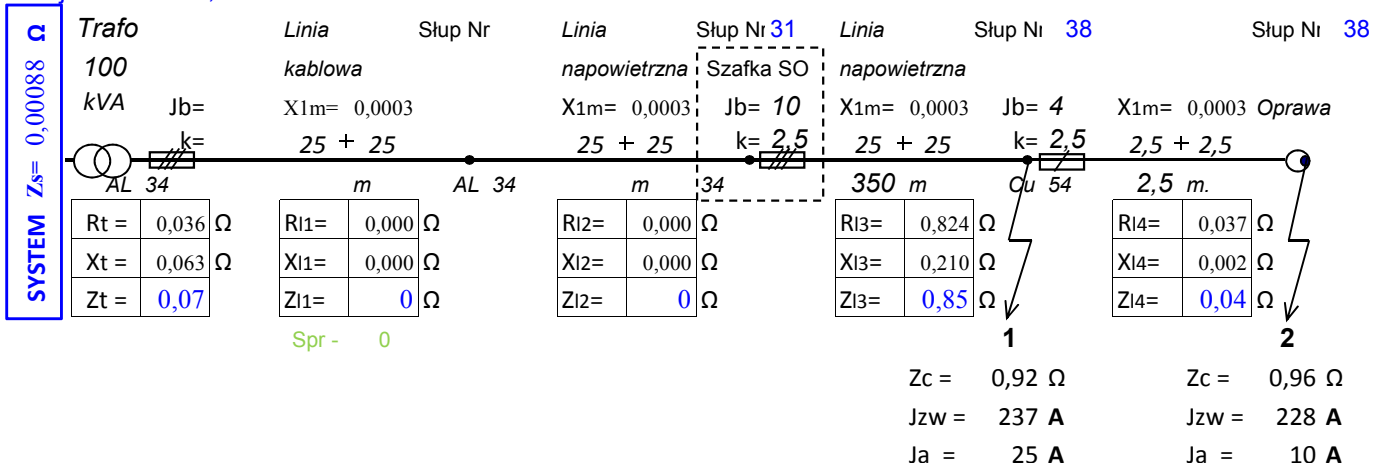 SYSTEM Zs= 0,00088 Ω
Trafo Linia Słup Nr Linia Słup Nr 31 Linia Słup Nr 38 Słup Nr 38
100 kablowa napowietrzna Szafka SO napowietrzna
kVA Jb= X1m= 0,0003 X1m= 0,0003 Jb= 10 X1m= 0,0003 Jb= 4 X1m= 0,0003 Oprawa
k= 25 + 25 25 + 25 k= 2,5 25 + 25 k= 2,5 2,5 + 2,5
AL 34 m AL 34 m 34 350 m Cu 54 2,5 m.
Rt = 0,036 Ω Rl1= 0,000 Ω Rl2= 0,000 Ω Rl3= 0,824 Ω Rl4= 0,037 Ω
Xt = 0,063 Ω Xl1= 0,000 Ω Xl2= 0,000 Ω Xl3= 0,210 Ω Xl4= 0,002 Ω
Zt = 0,07 Zl1= 0 Ω Zl2= 0 Ω Zl3= 0,85 Ω Zl4= 0,04 Ω
Spr - 0 1 2
Zc = 0,92 Ω Zc = 0,96 Ω
Jzw = 237 A Jzw = 228 A
Ja = 25 A Ja = 10 A